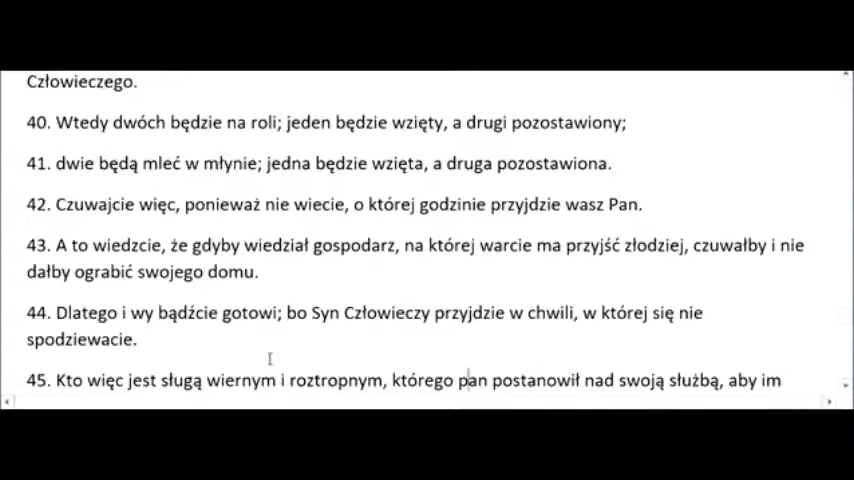 Człowieczego.
40. Wtedy dwóch będzie na roli; jeden będzie wzięty, a drugi pozostawiony;
41. dwie będą mleć w młynie; jedna będzie wzięta, a druga pozostawiona.
42. Czuwajcie więc, ponieważ nie wiecie, o której godzinie przyjdzie wasz Pan.
43. A to wiedzcie, że gdyby wiedział gospodarz, na której warcie ma przyjść złodziej, czuwałby i nie
dałby ograbić swojego domu.
44. Dlatego i wy bądźcie gotowi; bo Syn Człowieczy przyjdzie w chwili, w której się nie
spodziewacie.
45. Kto więc jest sługą wiernym i roztropnym, którego pan postanowił nad swoją służbą, aby im